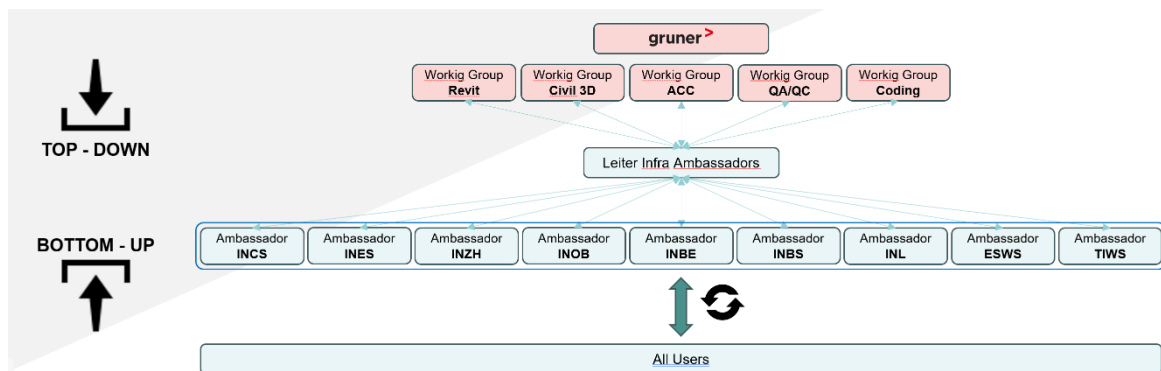 gruner>
Workig Group
Revit
Workig Group
Civil 3D
Workig Group
ACC
Workig Group
QA/QC
Workig Group
Coding
TOP - DOWN
Leiter Infra Ambassadors
BOTTOM - UP
Ambassador
INCS
Ambassador
INES
Ambassador
INZH
Ambassador
INOB
Ambassador
INBE
Ambassador
INBS
Ambassador
INL
Ambassador
ESWS
Ambassador
TIWS
All Users